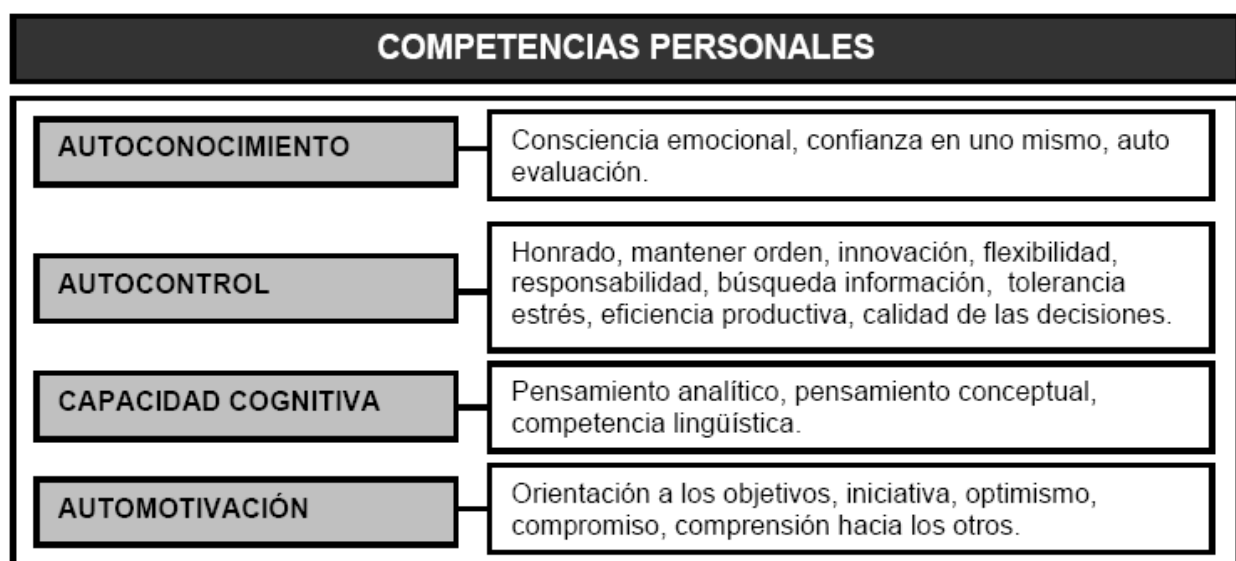 COMPETENCIAS PERSONALES
AUTOCONOCIMIENTO
Consciencia emocional, confianza en uno mismo, auto
evaluación.
AUTOCONTROL
Honrado, mantener orden, innovación, flexibilidad,
responsabilidad, búsqueda información, tolerancia
estrés, eficiencia productiva, calidad de las decisiones.
CAPACIDAD COGNITIVA
Pensamiento analítico, pensamiento conceptual,
competencia lingüística.
AUTOMOTIVACIÓN
Orientación a los objetivos, iniciativa, optimismo,
compromiso, comprensión hacia los otros.